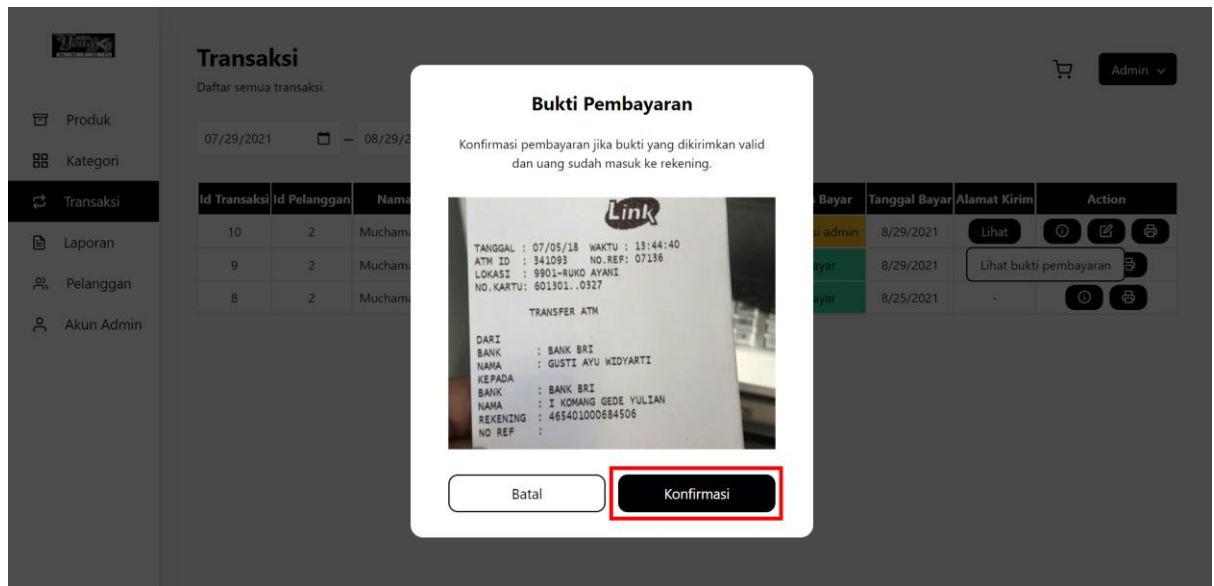 Yongky
Transaksi
Daftar semua transaksi.
Admin
Produk
Kategori
Transaksi
Laporan
Pelanggan
Akun Admin
07/29/2021 – 08/29/2
Id Transaksi Id Pelanggan Nama Bayar Tanggal Bayar Alamat Kirim Action
10 2 Mucham si admin 8/29/2021 Lihat
9 2 Mucham ayar 8/29/2021
Lihat bukti pembayaran
8 2 Mucham ayar 8/25/2021 -
Bukti Pembayaran
Konfirmasi pembayaran jika bukti yang dikirimkan valid
dan uang sudah masuk ke rekening.
Link
TANGGAL : 07/05/18 WAKTU : 13:44:40
ATM ID : 341093 NO.REF: 07136
LOKASI : 9901-RUKO AYANI
NO.KARTU: 601301..0327
TRANSFER ATM
DARI
BANK : BANK BRI
NAMA : GUSTI AYU WIDYARTI
KEPADA
BANK : BANK BRI
NAMA : I KOMANG GEDE YULIAN
REKENING : 465401000684506
NO REF :
Batal
Konfirmasi